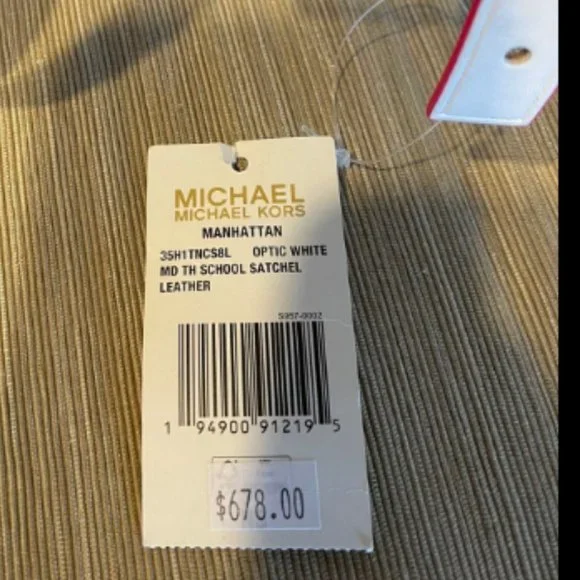 MICHAEL
MICHAEL KORS
MANHATTAN
35H1TNCS8L OPTIC WHITE
MD TH SCHOOL SATCHEL
LEATHER
S957-0002
1 94900 91219 5
$678.00